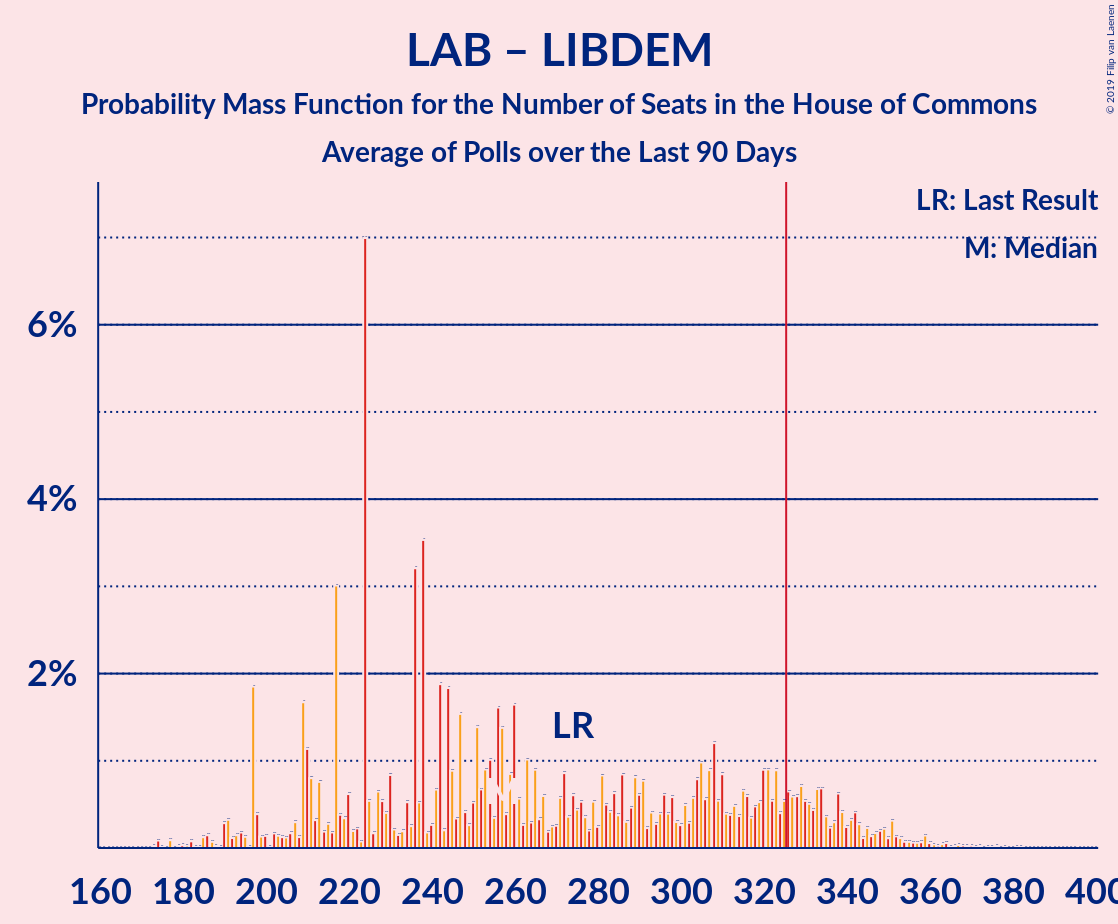 © 2019 Filip van Laenen
LAB – LIBDEM
Probability Mass Function for the Number of Seats in the House of Commons
Average of Polls over the Last 90 Days
LR: Last Result
M: Median
6%
4%
2%
LR
160 180 200 220 240 260 280 300 320 340 360 380 400